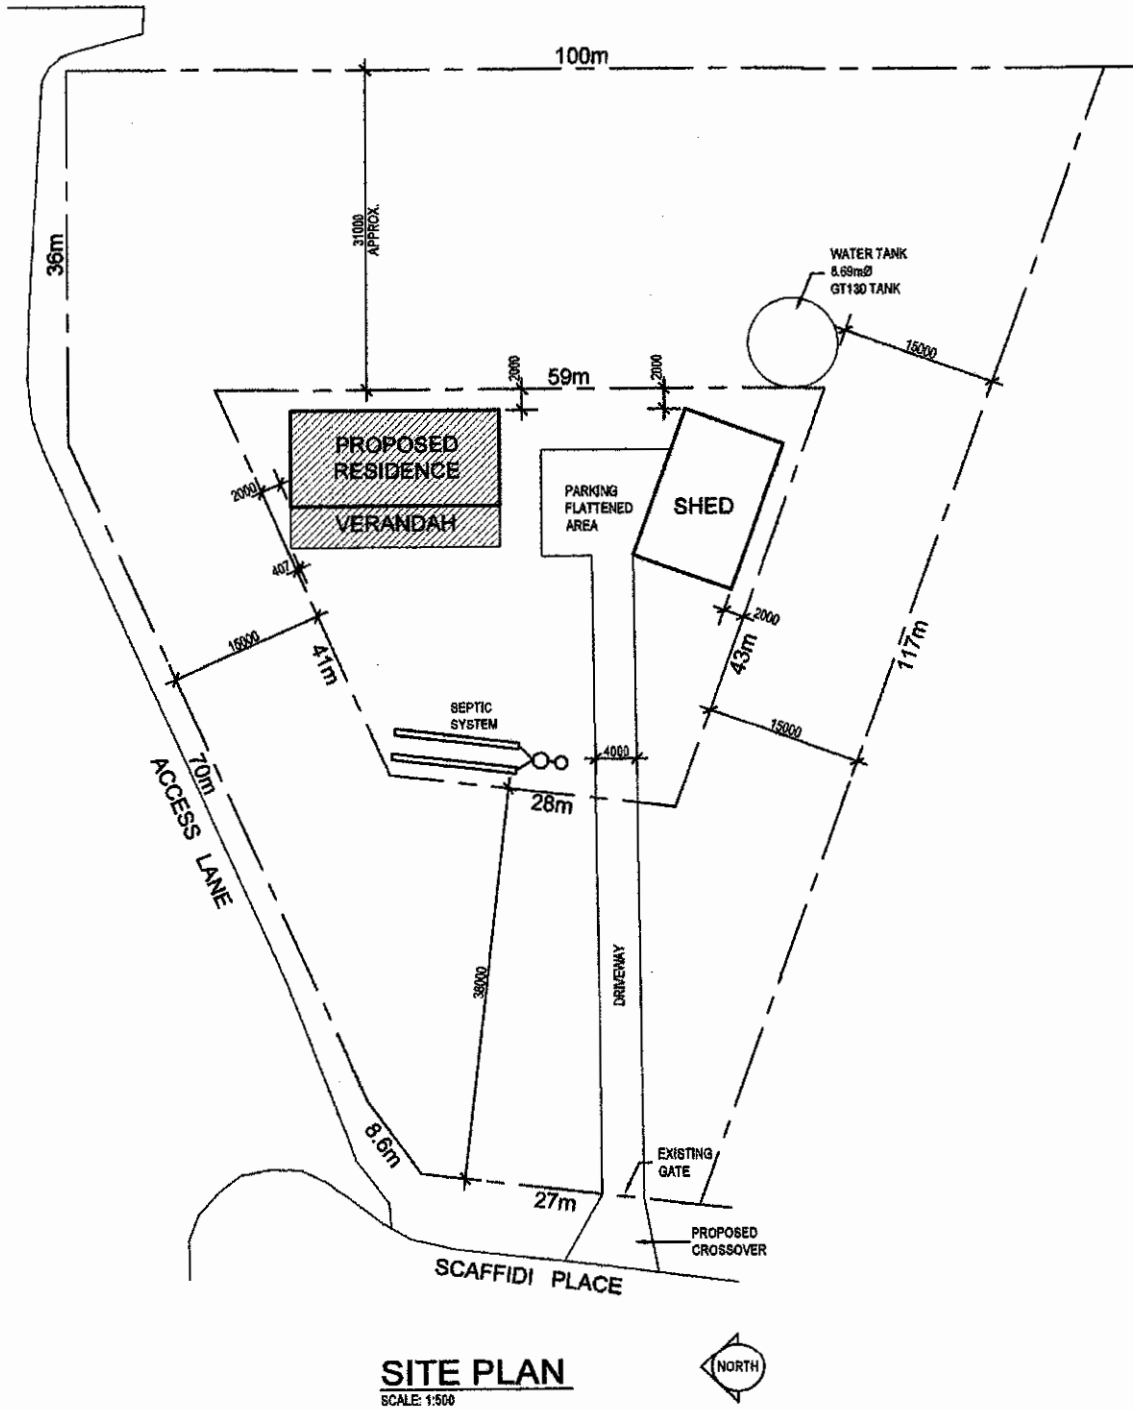 100m
36m
31000
APPROX.
WATER TANK
8.69mØ
GT130 TANK
15000
2000
59m
2000
PROPOSED
RESIDENCE
VERANDAH
2000
407
PARKING
FLATTENED
AREA
SHED
2000
15000
41m
43m
117m
SEPTIC
SYSTEM
15000
4000
70m
ACCESS LANE
28m
38000
DRIVEWAY
8.6m
EXISTING
GATE
27m
PROPOSED
CROSSOVER
SCAFFIDI PLACE
SITE PLAN
SCALE: 1:500
NORTH